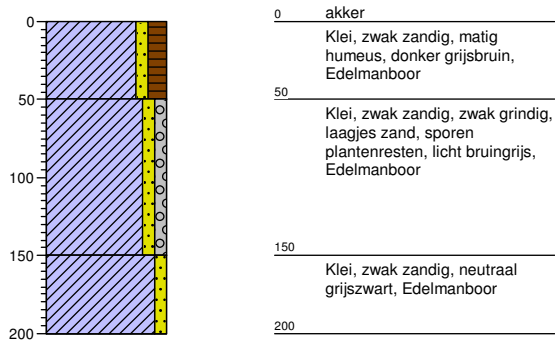 0
50
100
150
200
0 akker
Klei, zwak zandig, matig
humeus, donker grijsbruin,
Edelmanboor
50
Klei, zwak zandig, zwak grindig,
laagjes zand, sporen
plantenresten, licht bruingrijs,
Edelmanboor
150
Klei, zwak zandig, neutraal
grijszwart, Edelmanboor
200